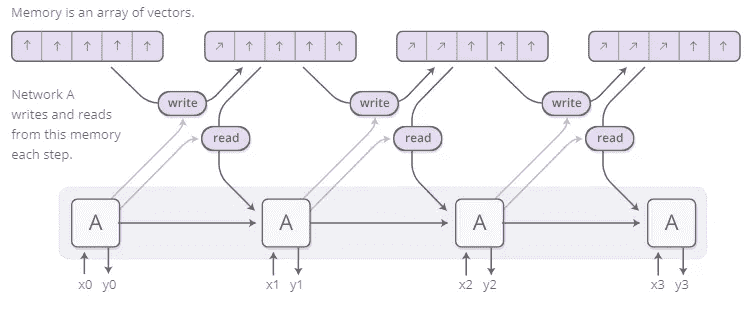 Memory is an array of vectors.
Network A
writes and reads
from this memory
each step.
write
write
write
read
read
read
A
A
A
A
x0 y0
x1 y1
x2 y2
x3 y3